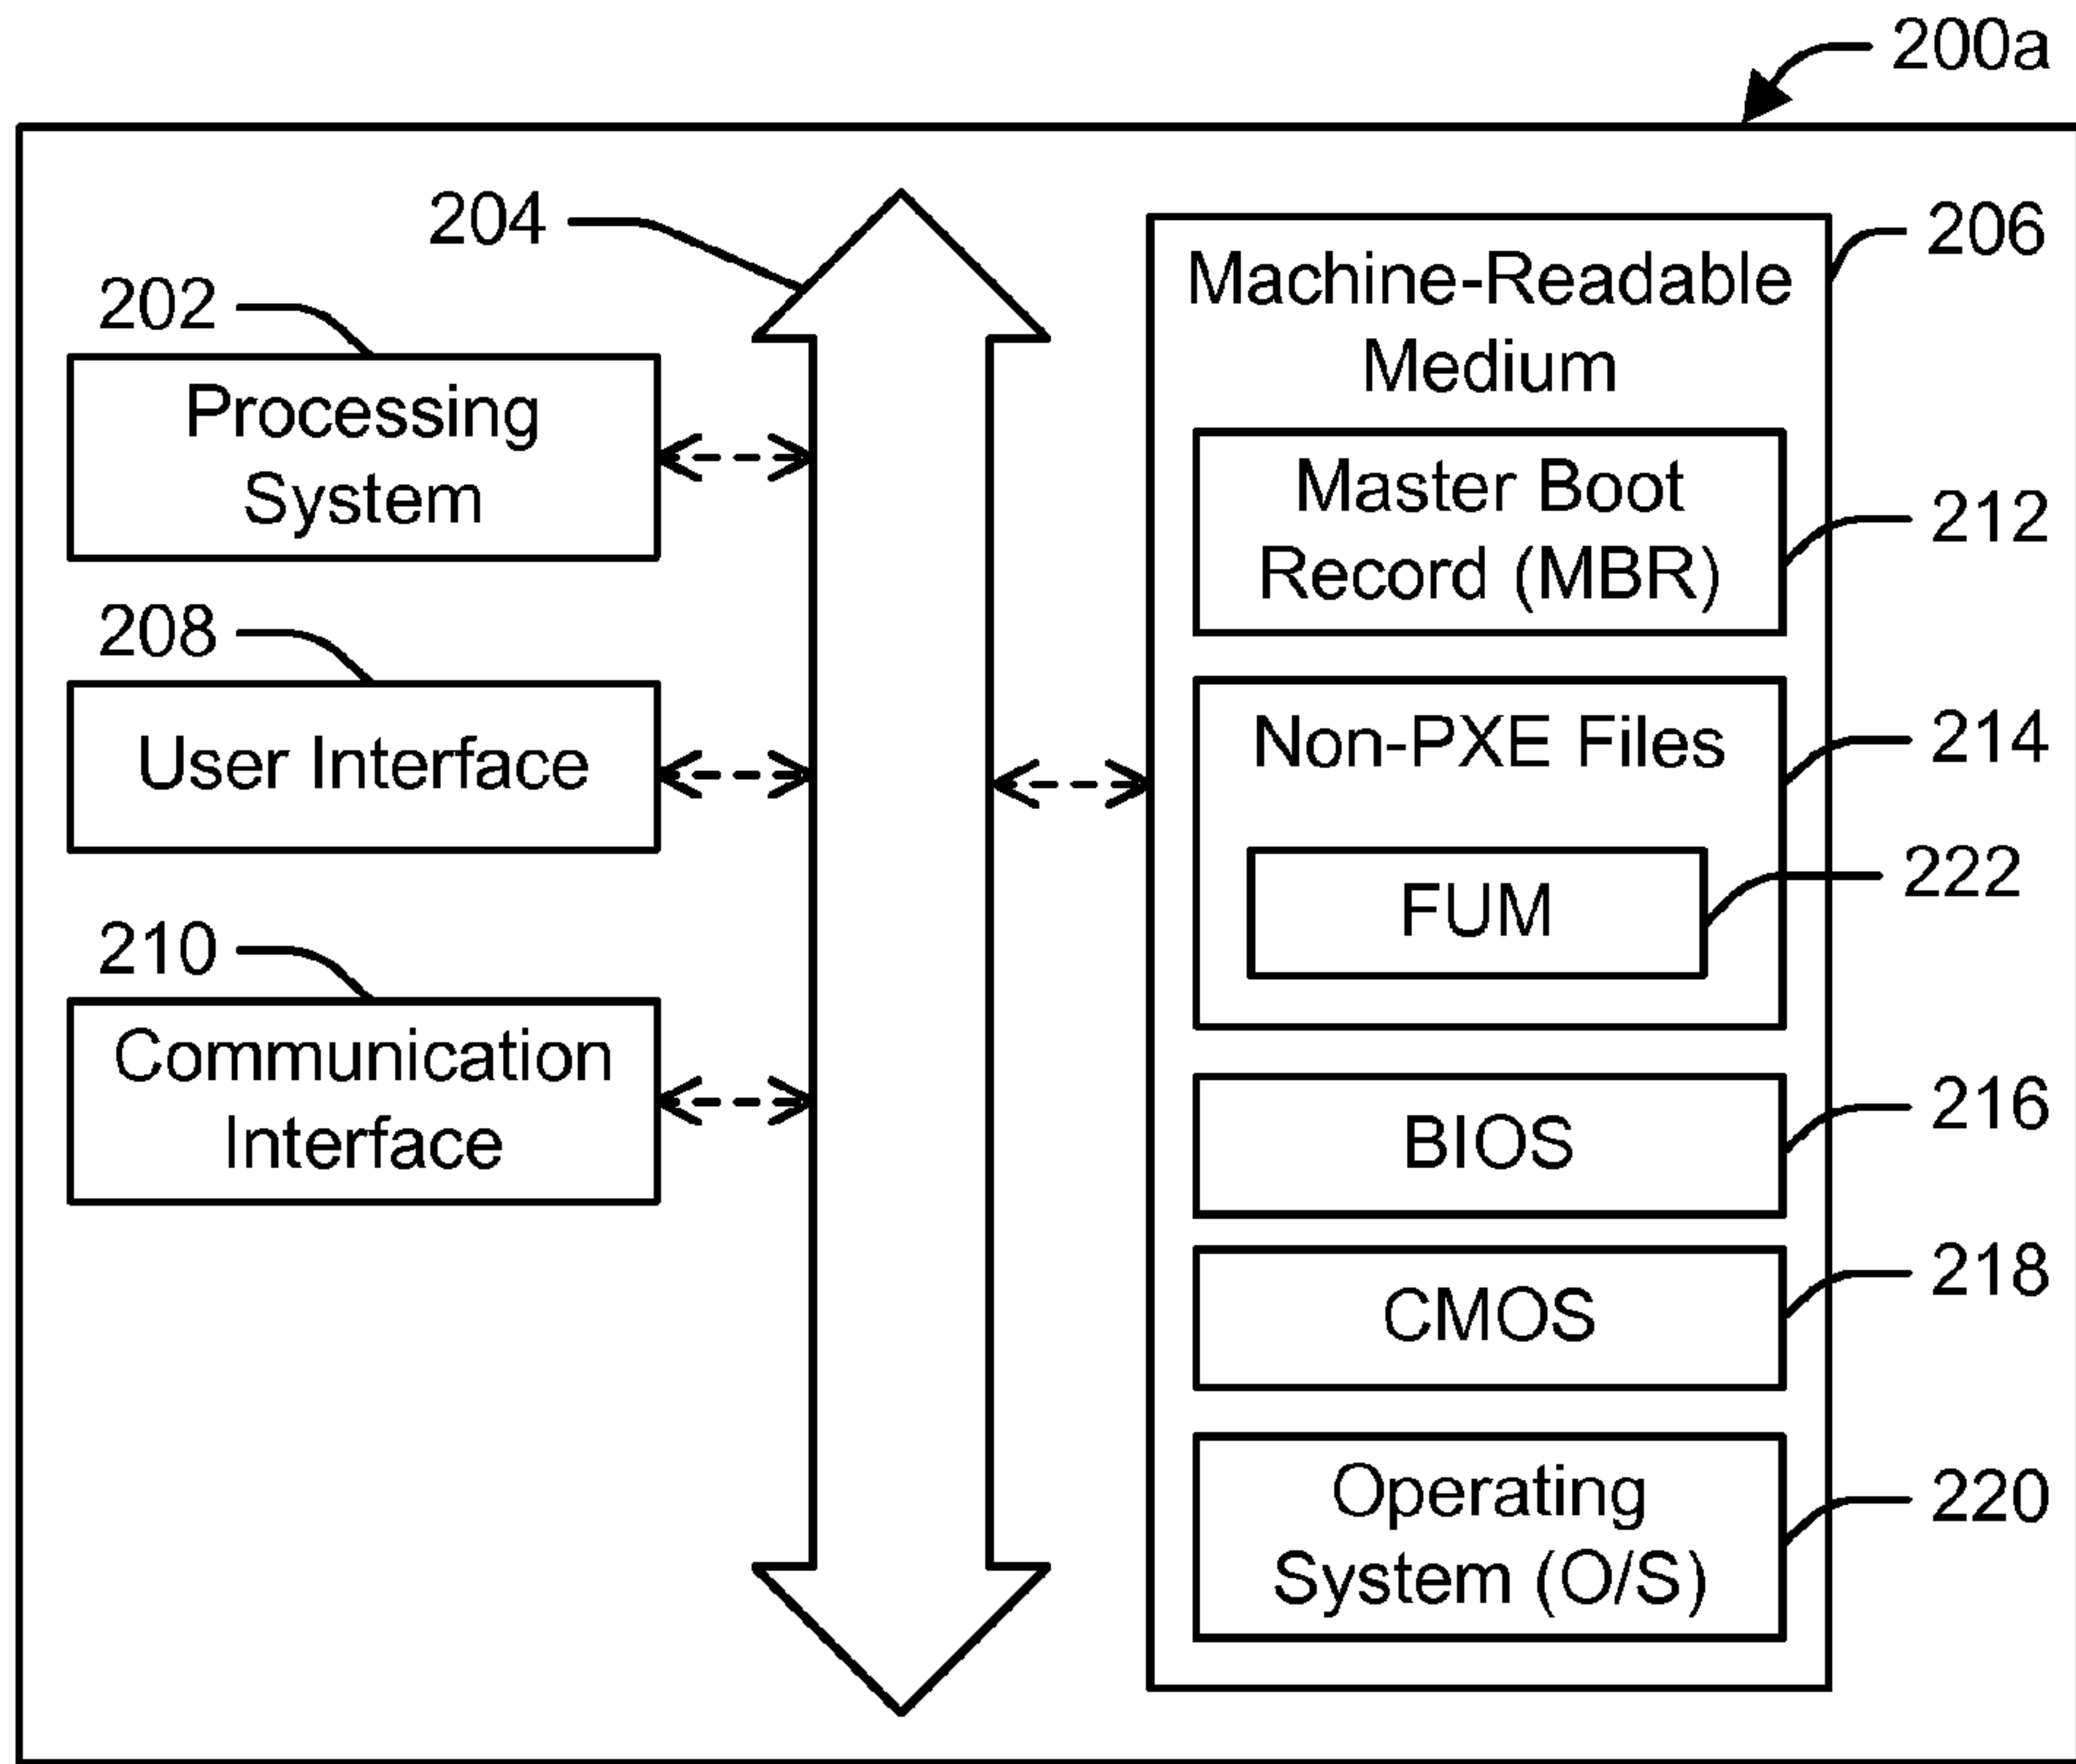 200a
204
206
202
Machine-Readable
Medium
Processing
System
Master Boot
Record (MBR)
212
208
User Interface
Non-PXE Files
214
FUM
222
210
Communication
Interface
BIOS
216
CMOS
218
Operating
System (O/S)
220